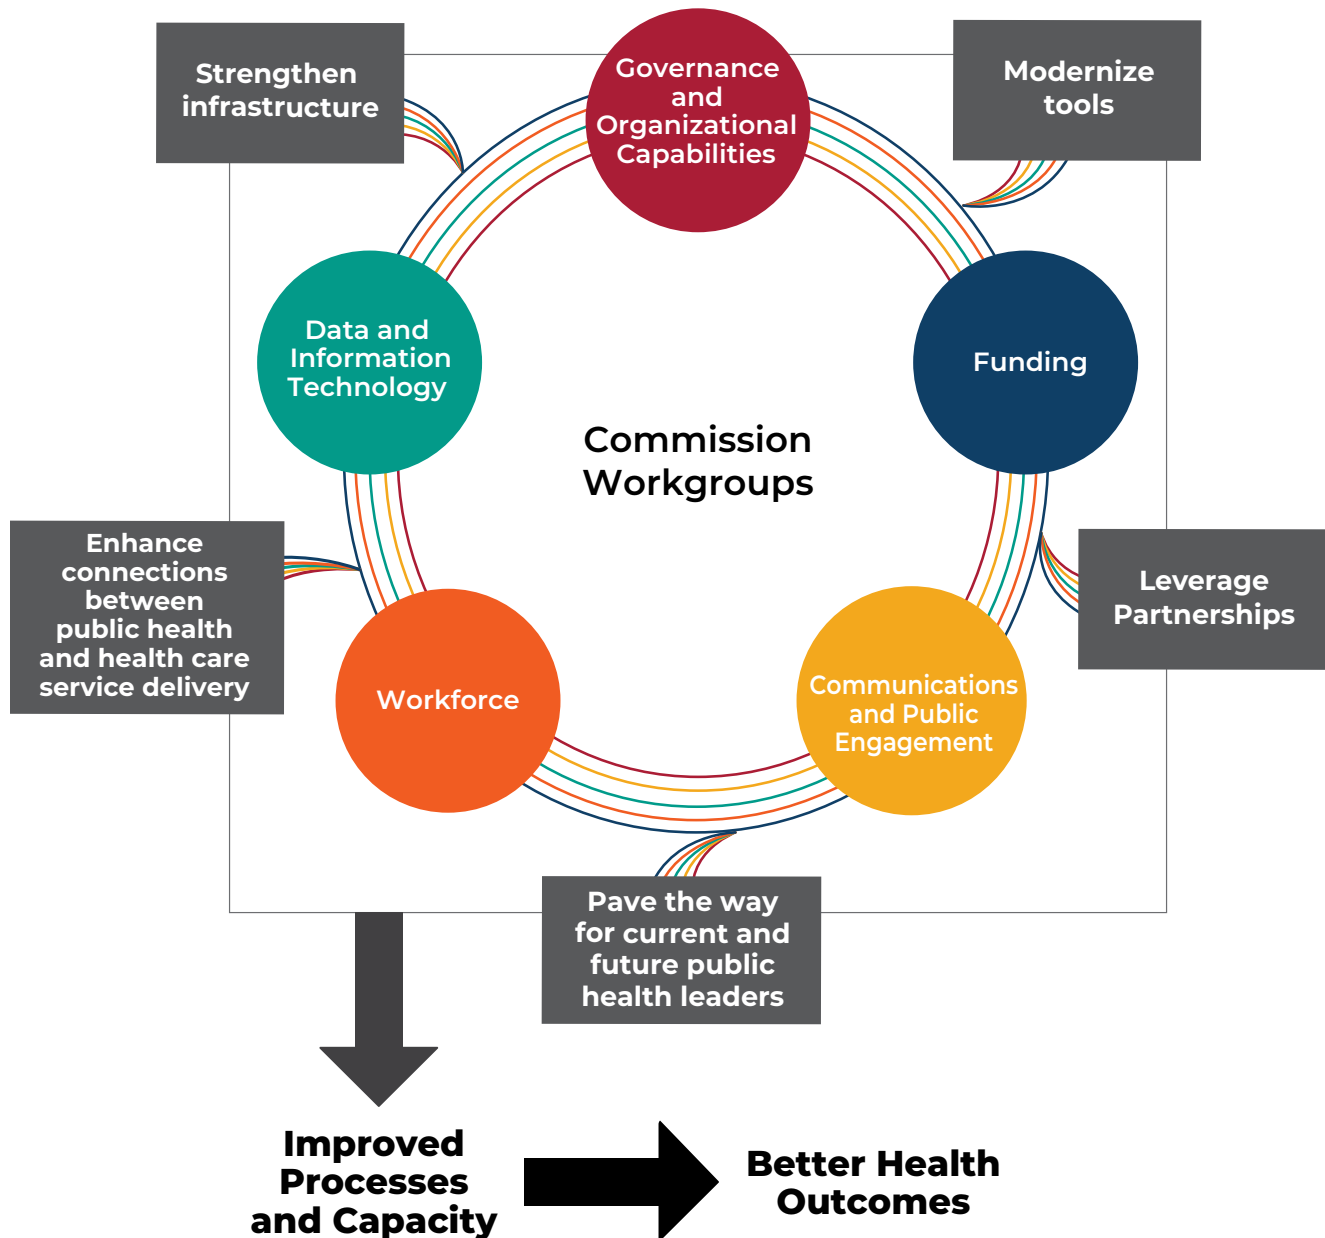 Strengthen
infrastructure
Governance
and
Organizational
Capabilities
Modernize
tools
Data and
Information
Technology
Funding
Commission
Workgroups
Enhance
connections
between
public health
and health care
service delivery
Leverage
Partnerships
Workforce
Communications
and Public
Engagement
Pave the way
for current and
future public
health leaders
Improved
Processes
and Capacity
Better Health
Outcomes